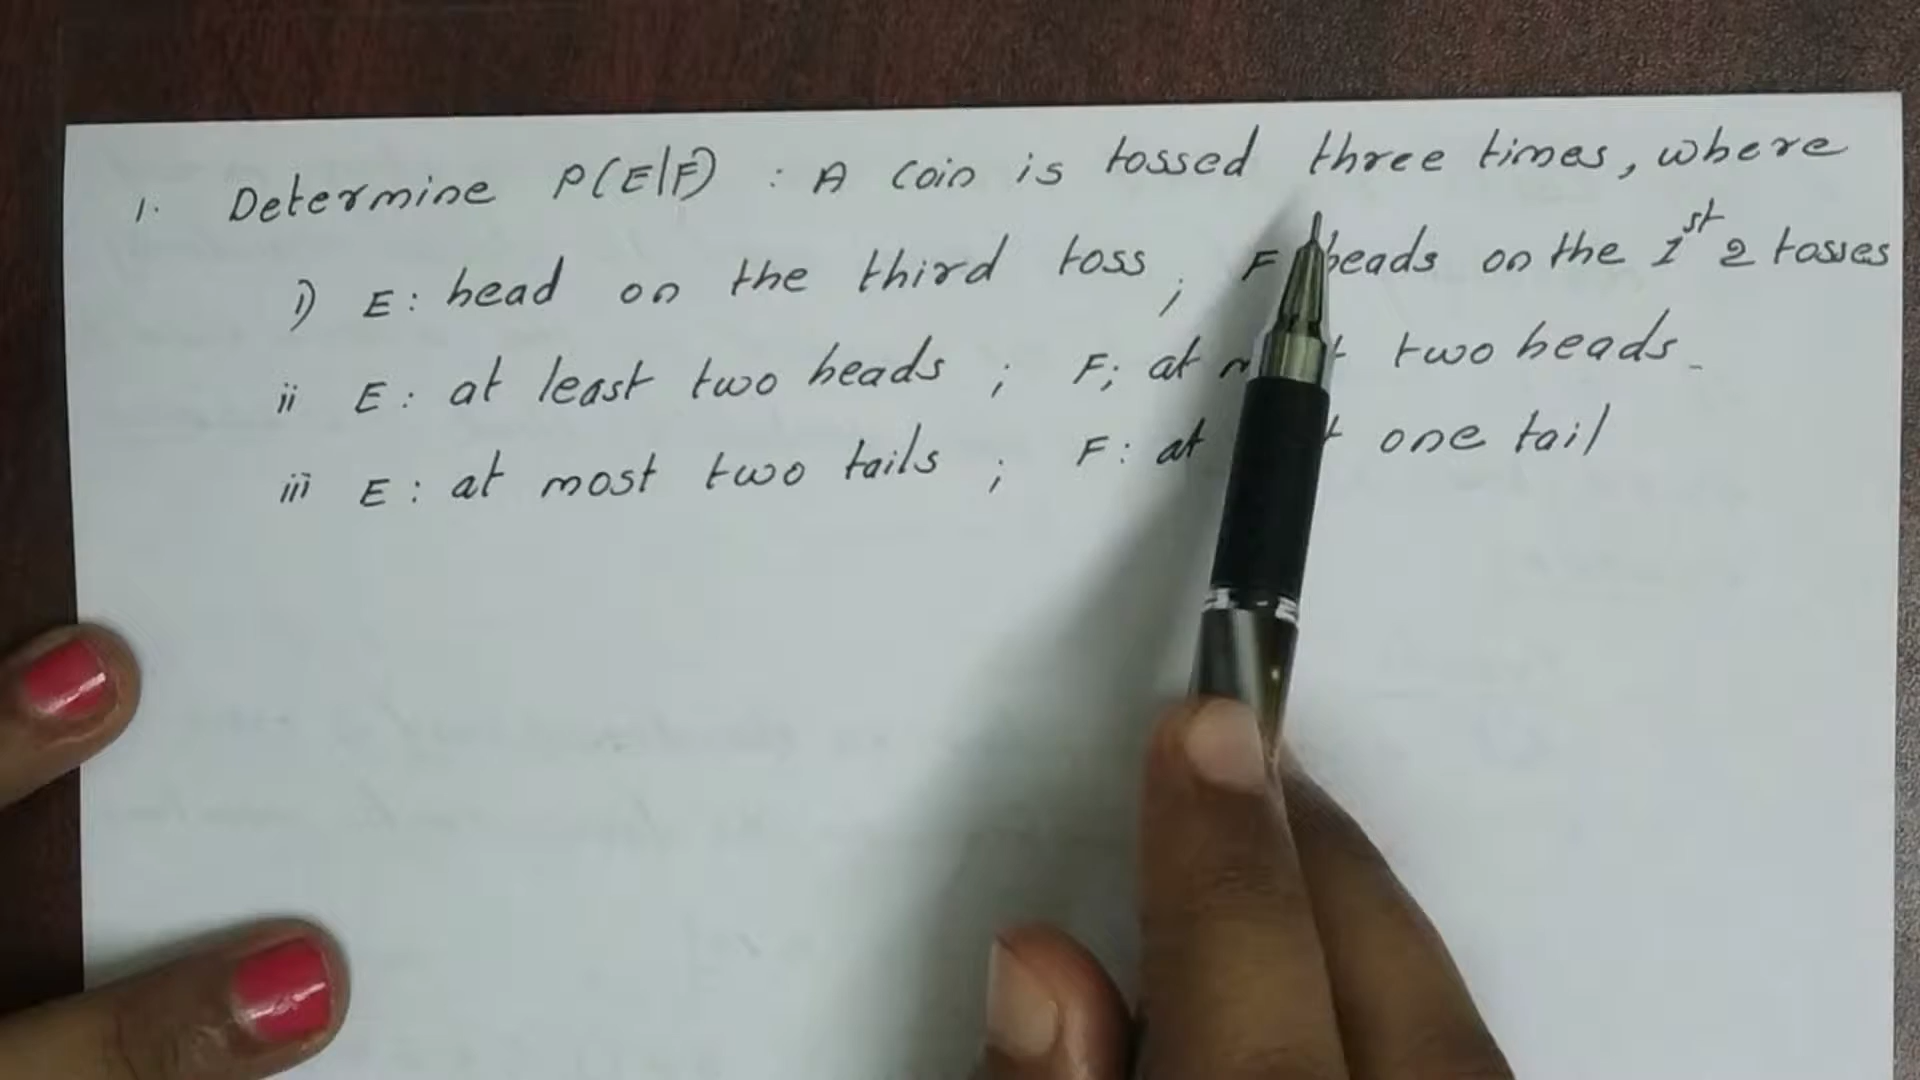 1. Determine P(E|F) : A coin is tossed three times, where
i) E: head on the third toss ; F heads on the 1st 2 tosses
ii E: at least two heads ; F; at two heads
iii E: at most two tails ; F: at one tail